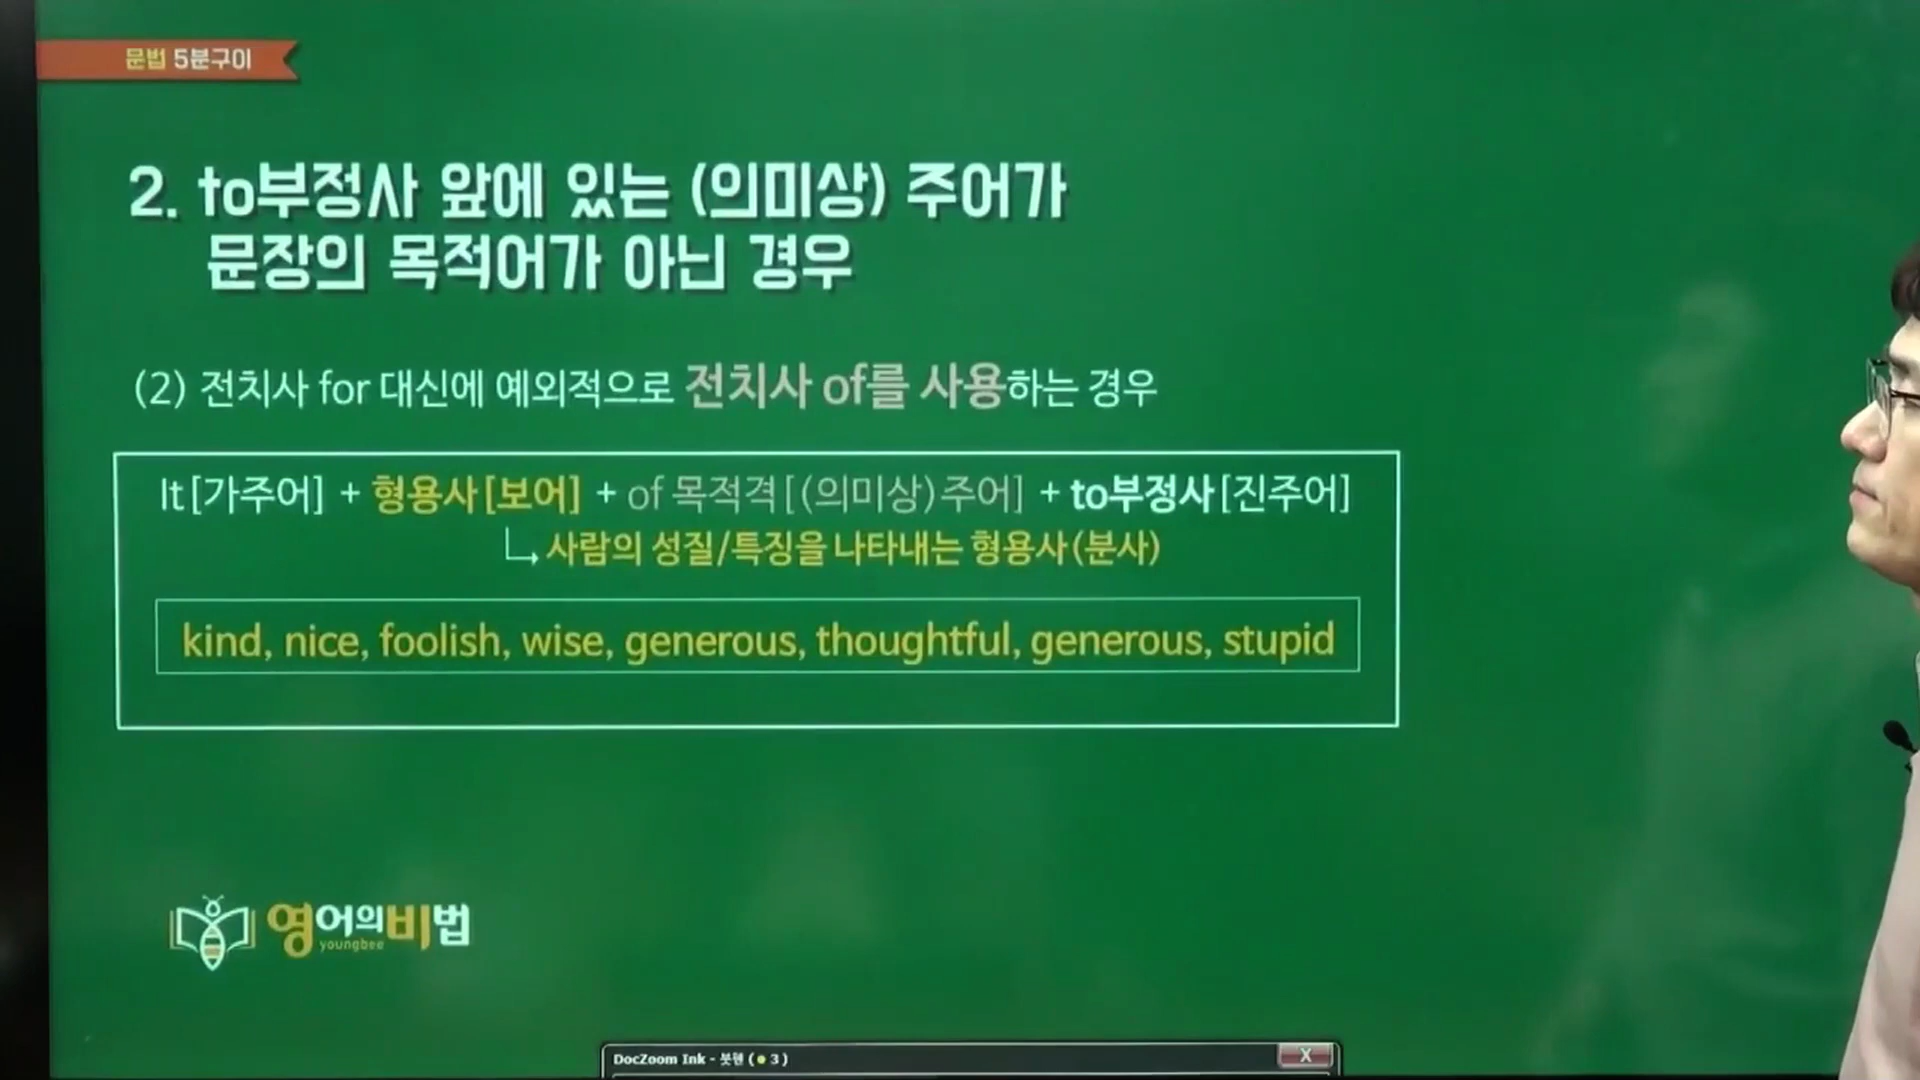 문법 5분구이
2. to부정사 앞에 있는 (의미상) 주어가
문장의 목적어가 아닌 경우
(2) 전치사 for 대신에 예외적으로 전치사 of를 사용하는 경우
It[가주어] + 형용사[보어] + of 목적격[(의미상)주어] + to부정사[진주어]
사람의 성질/특징을 나타내는 형용사(분사)
kind, nice, foolish, wise, generous, thoughtful, generous, stupid
영어의비법
youngbee
DocZoom Ink - 붓펜 ( 3 )
X